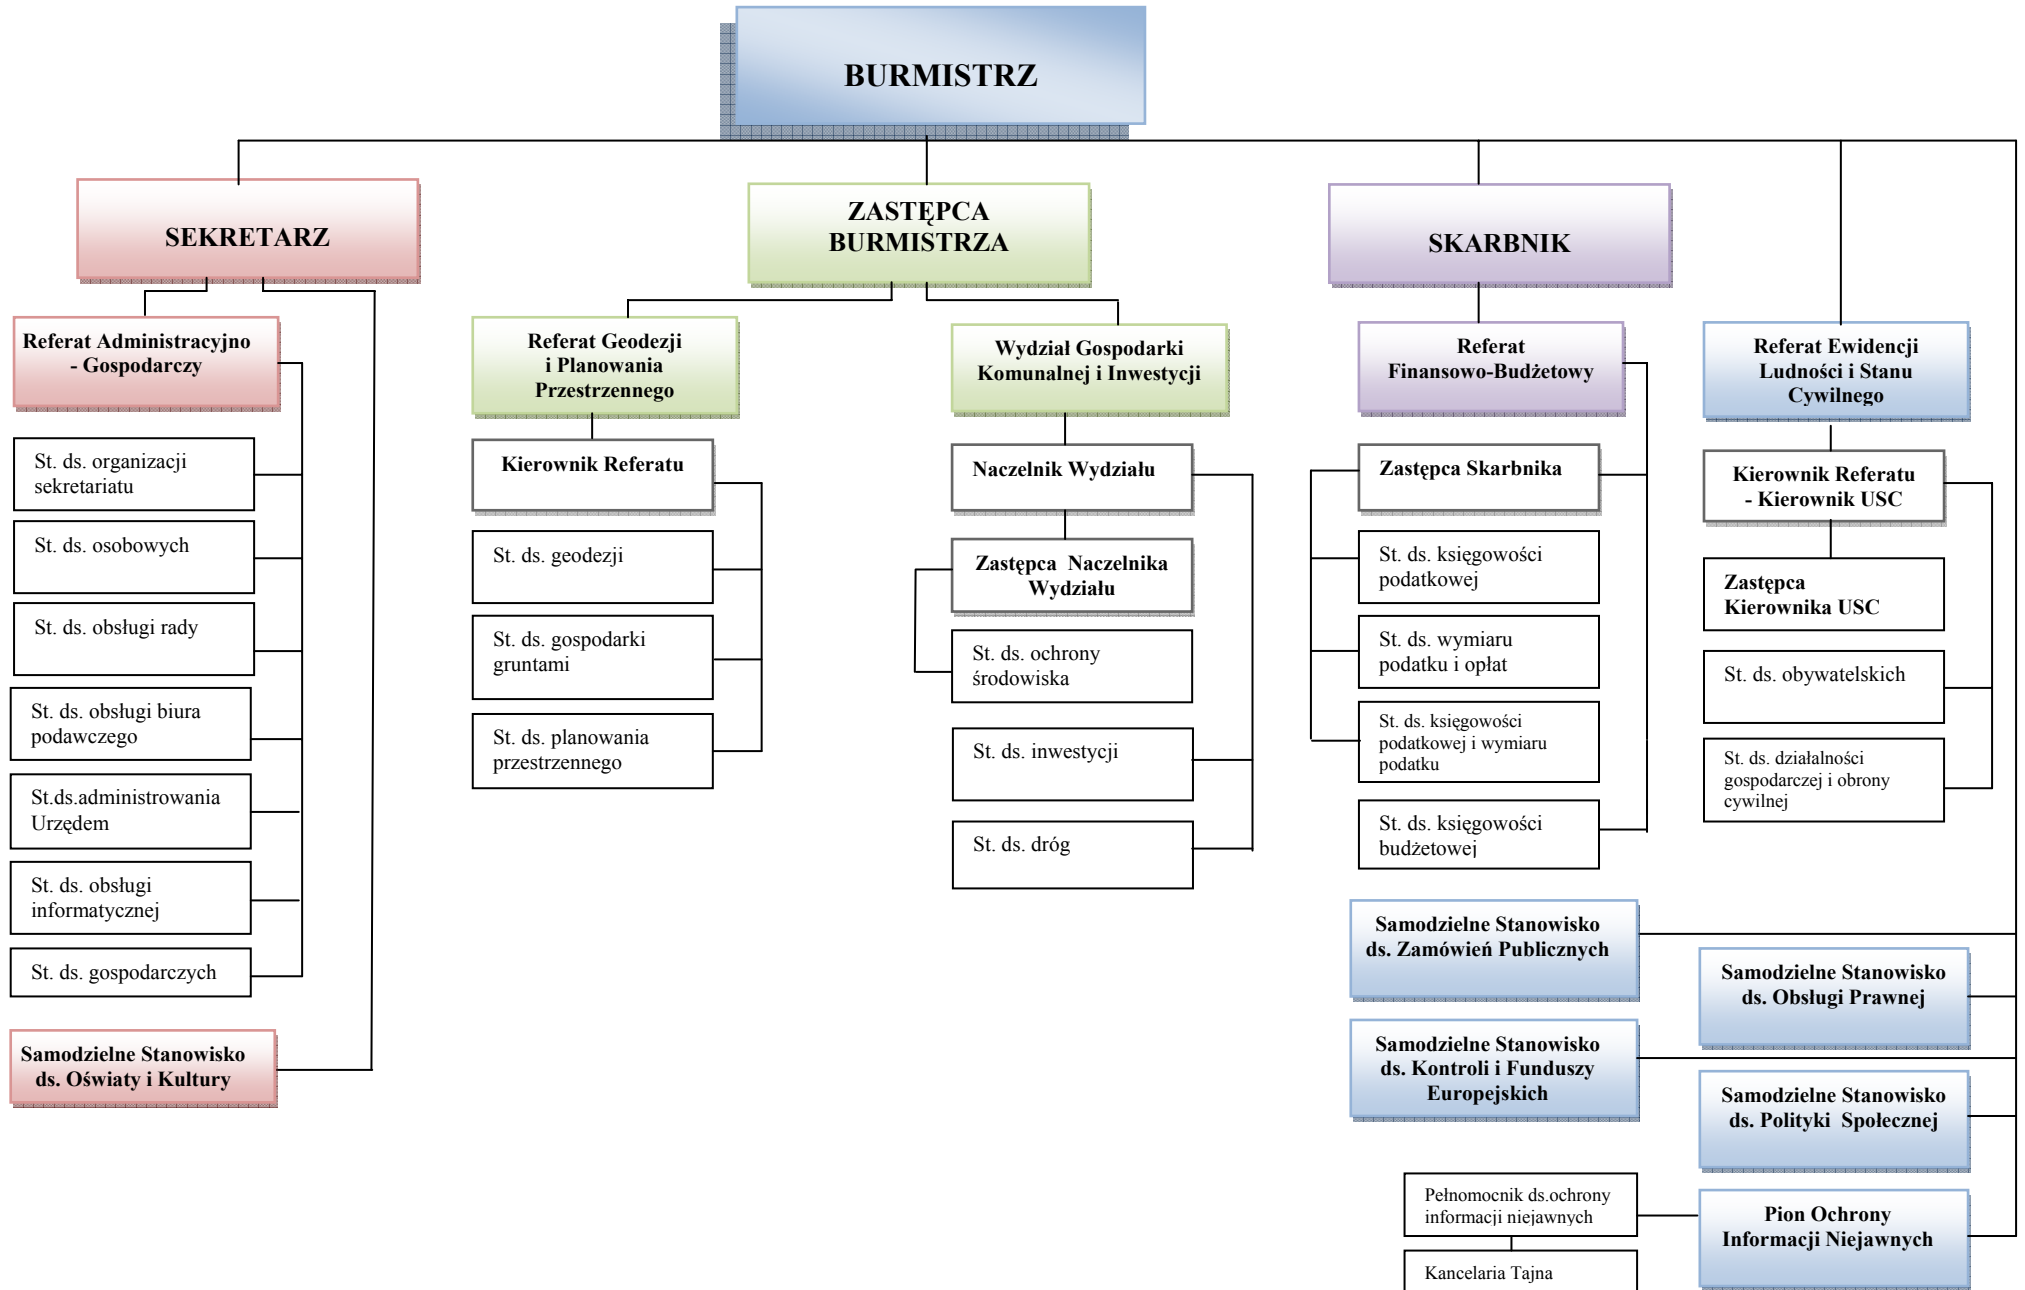 BURMISTRZ
SEKRETARZ
ZASTĘPCA
BURMISTRZA
SKARBNIK
Referat Administracyjno
- Gospodarczy
St. ds. organizacji
sekretariatu
St. ds. osobowych
St. ds. obsługi rady
St. ds. obsługi biura
podawczego
St.ds.administrowania
Urzędem
St. ds. obsługi
informatycznej
St. ds. gospodarczych
Samodzielne Stanowisko
ds. Oświaty i Kultury
Referat Geodezji
i Planowania
Przestrzennego
Kierownik Referatu
St. ds. geodezji
St. ds. gospodarki
gruntami
St. ds. planowania
przestrzennego
Wydział Gospodarki
Komunalnej i Inwestycji
Naczelnik Wydziału
Zastępca  Naczelnika
Wydziału
St. ds. ochrony
środowiska
St. ds. inwestycji
St. ds. dróg
Referat
Finansowo-Budżetowy
Zastępca Skarbnika
St. ds. księgowości
podatkowej
St. ds. wymiaru
podatku i opłat
St. ds. księgowości
podatkowej i wymiaru
podatku
St. ds. księgowości
budżetowej
Referat Ewidencji
Ludności i Stanu
Cywilnego
Kierownik Referatu
- Kierownik USC
Zastępca
Kierownika USC
St. ds. obywatelskich
St. ds. działalności
gospodarczej i obrony
cywilnej
Samodzielne Stanowisko
ds. Zamówień Publicznych
Samodzielne Stanowisko
ds. Obsługi Prawnej
Samodzielne Stanowisko
ds. Kontroli i Funduszy
Europejskich
Samodzielne Stanowisko
ds. Polityki  Społecznej
Pełnomocnik ds.ochrony
informacji niejawnych
Pion Ochrony
Informacji Niejawnych
Kancelaria Tajna